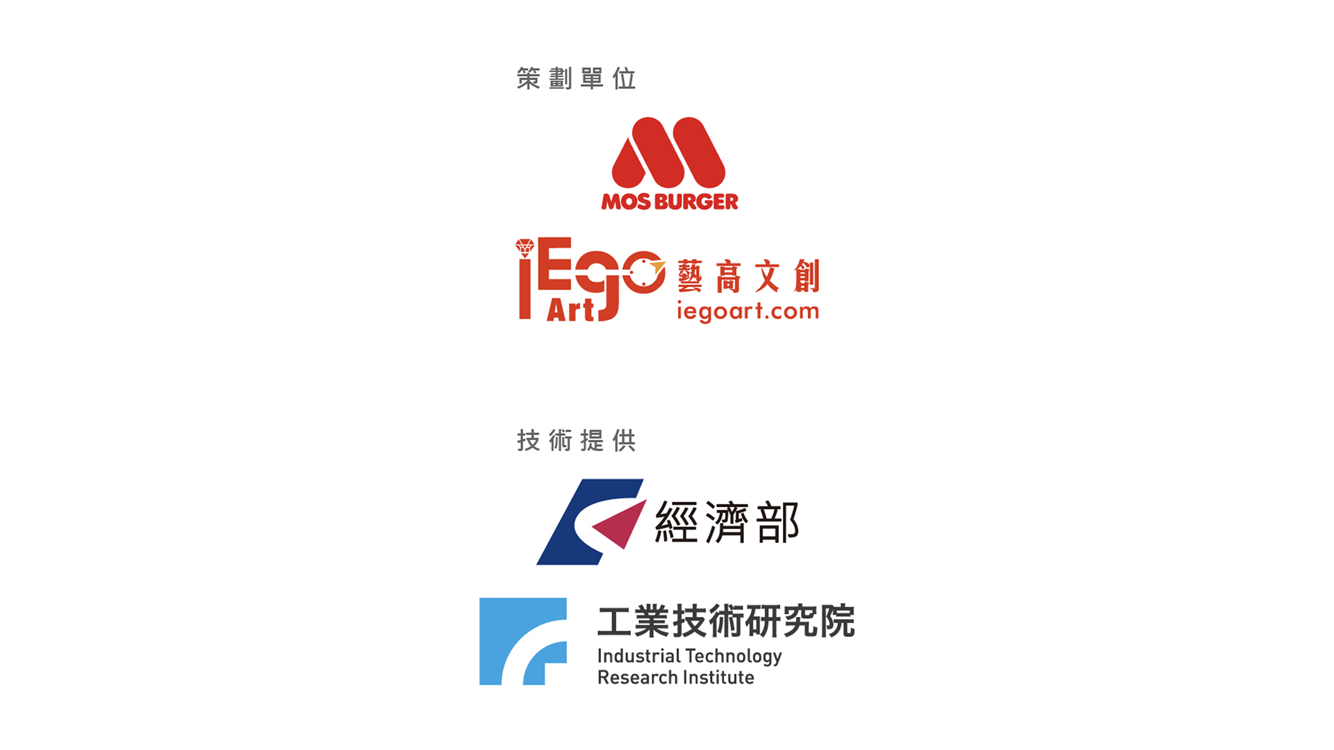 策劃單位
MOS BURGER
iEgo
Art
藝高文創
iegoart.com
技術提供
經濟部
工業技術研究院
Industrial Technology
Research Institute